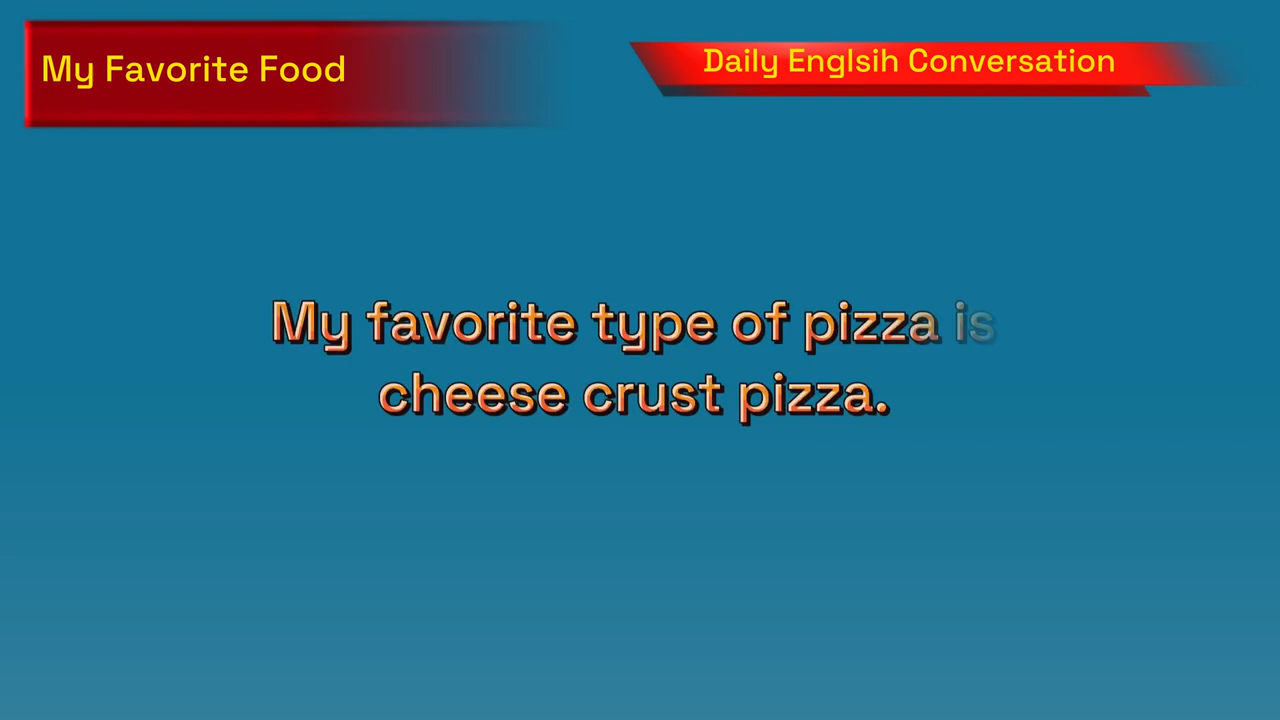 My Favorite Food
Daily Englsih Conversation
My favorite type of pizza is
cheese crust pizza.